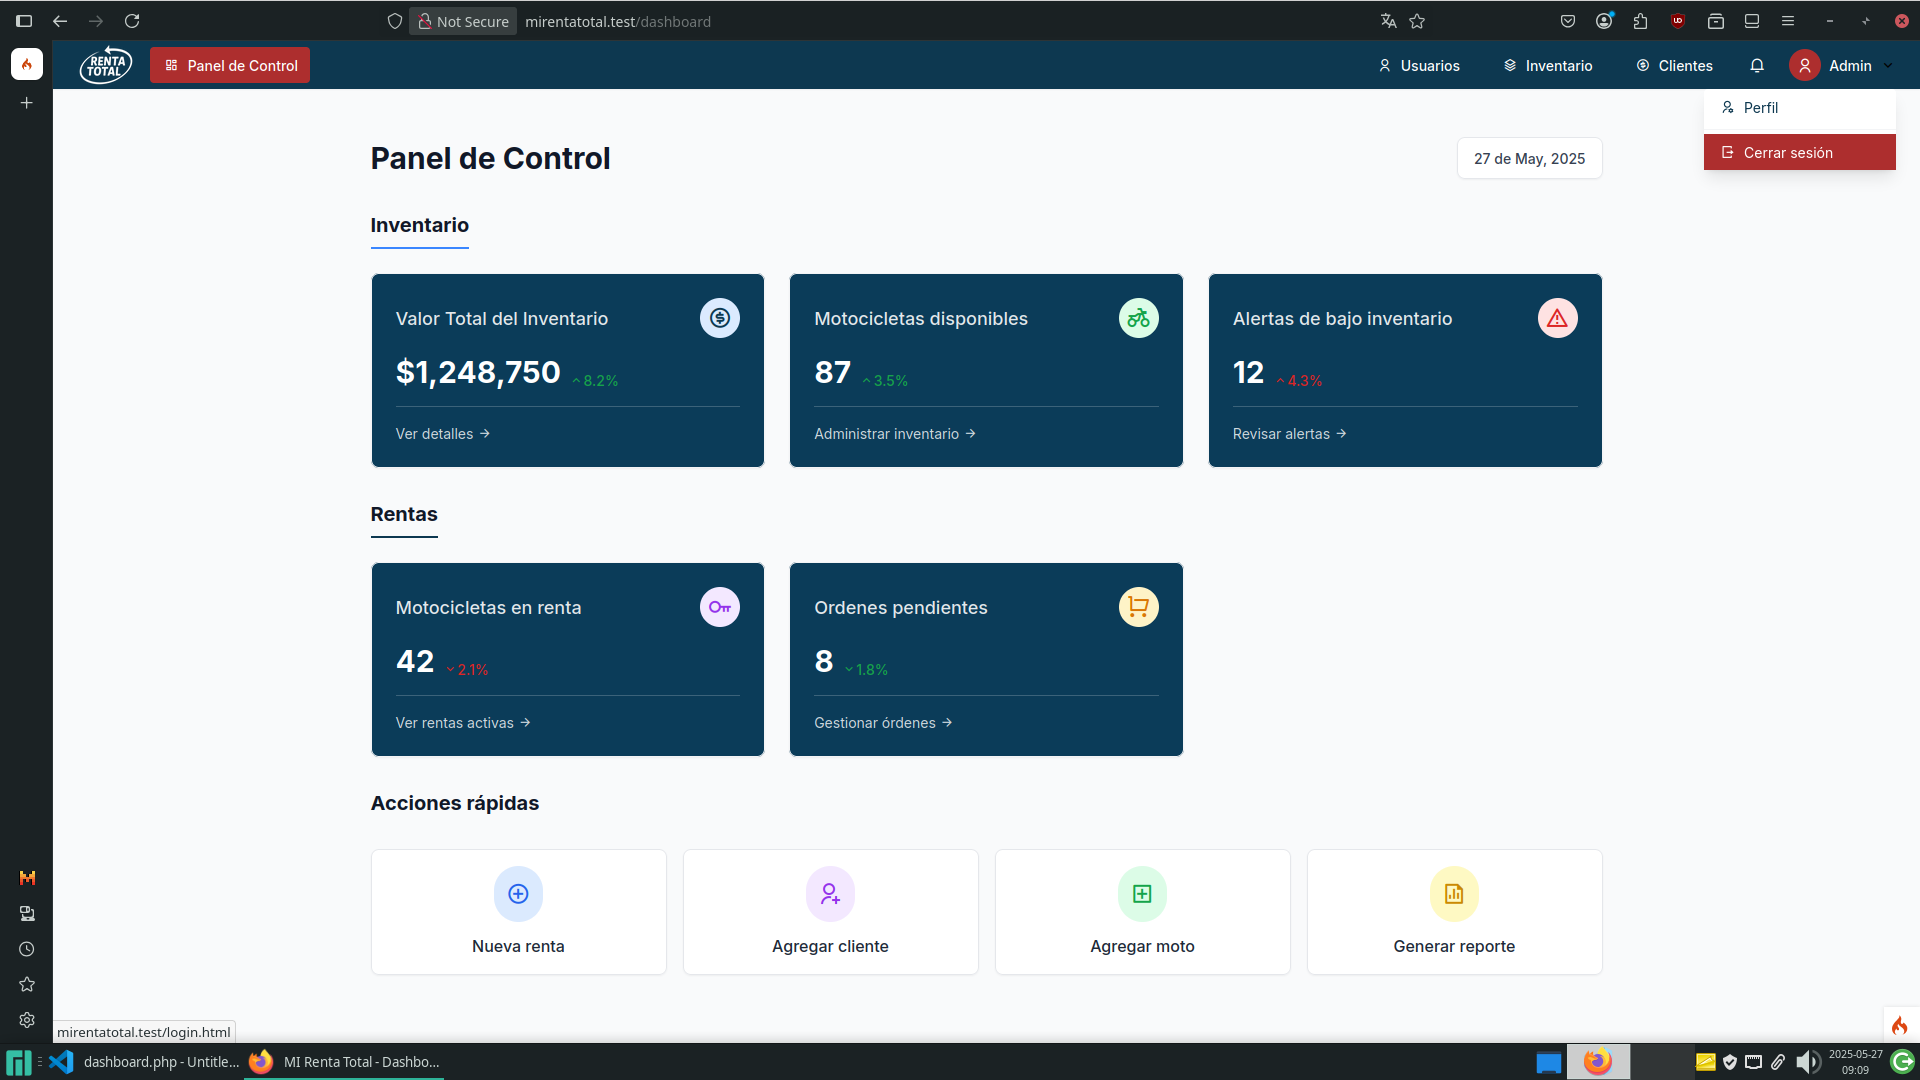 Not Secure
mirentatotal.test/dashboard
RENTA
TOTAL
Panel de Control
Usuarios
Inventario
Clientes
Admin
Perfil
Cerrar sesión
Panel de Control
27 de May, 2025
Inventario
Valor Total del Inventario
$1,248,750
8.2%
Ver detalles
Motocicletas disponibles
87
3.5%
Administrar inventario
Alertas de bajo inventario
12
4.3%
Revisar alertas
Rentas
Motocicletas en renta
42
2.1%
Ver rentas activas
Ordenes pendientes
8
1.8%
Gestionar órdenes
Acciones rápidas
Nueva renta
Agregar cliente
Agregar moto
Generar reporte
mirentatotal.test/login.html
dashboard.php - Untitle...
MI Renta Total - Dashbo...
2025-05-27
09:09